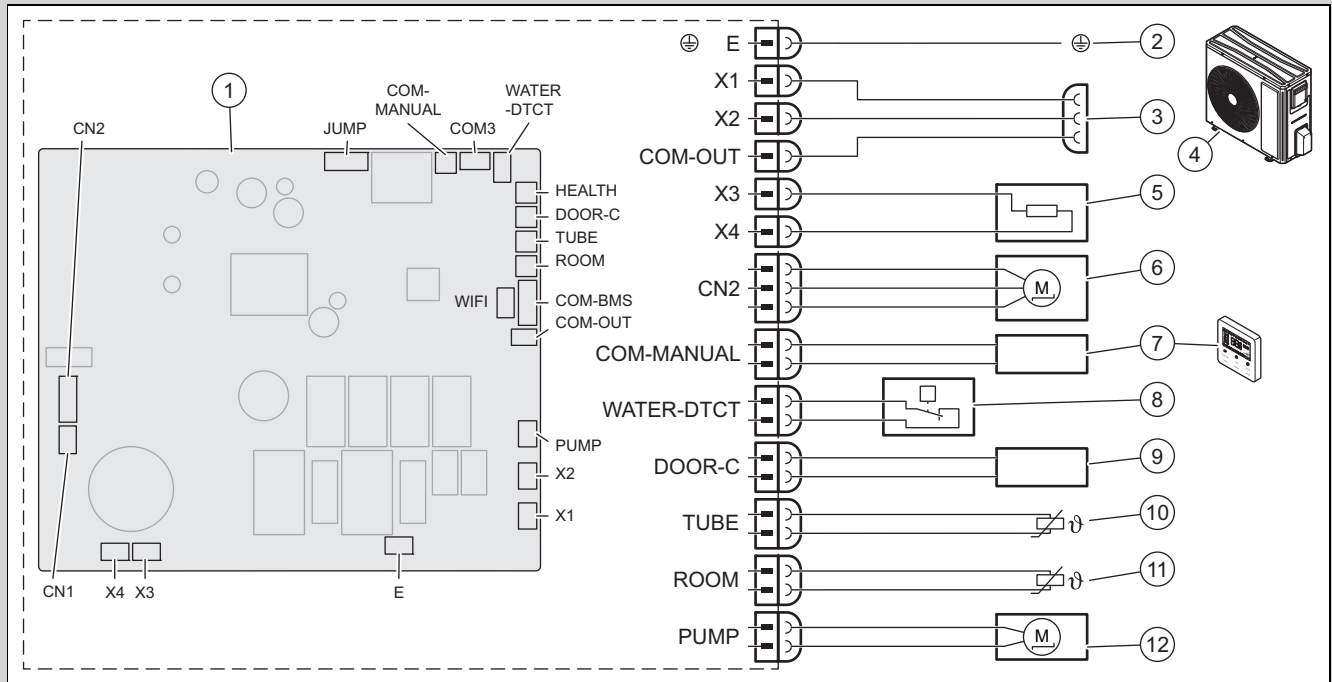 1
CN2
JUMP
COM-
MANUAL
COM3
WATER
-DTCT
HEALTH
DOOR-C
TUBE
ROOM
WIFI
COM-BMS
COM-OUT
PUMP
X2
X1
CN1
X4
X3
E
E
2
X1
X2
3
COM-OUT
4
X3
5
X4
CN2
M
6
COM-MANUAL
7
WATER-DTCT
8
DOOR-C
9
TUBE
ϑ
10
ROOM
ϑ
11
PUMP
M
12